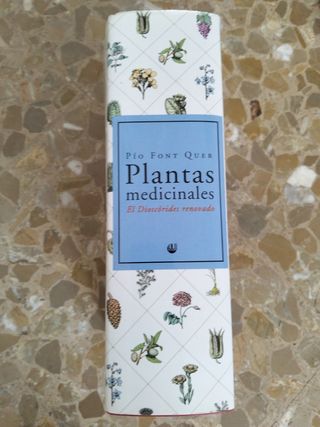 Pío Font Quer
Plantas
medicinales
El Dioscórides renovado